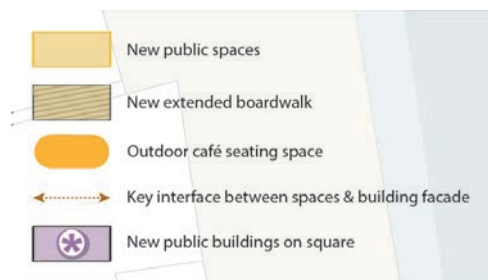 New public spaces
New extended boardwalk
Outdoor café seating space
Key interface between spaces & building facade
New public buildings on square